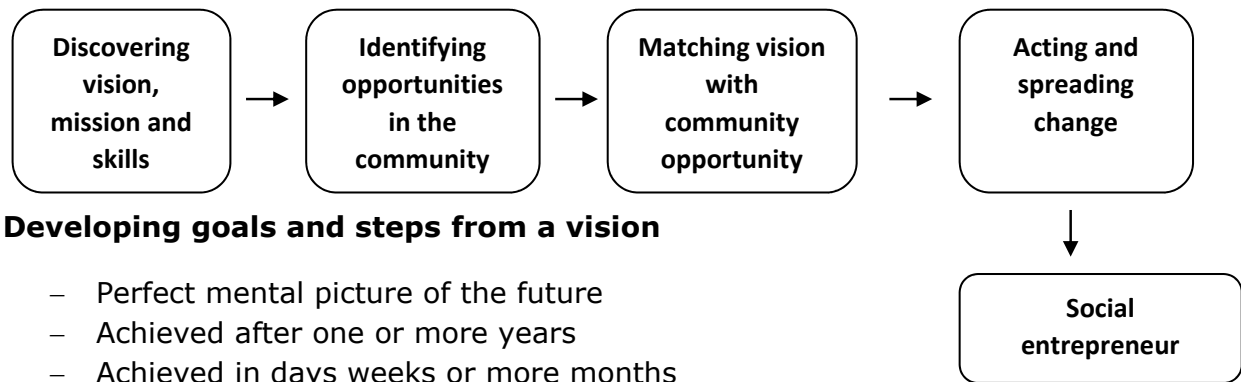 Discovering
vision,
mission and
skills
Identifying
opportunities
in the
community
Matching vision
with
community
opportunity
Acting and
spreading
change
Developing goals and steps from a vision
– Perfect mental picture of the future
– Achieved after one or more years
– Achieved in days weeks or more months
Social
entrepreneur